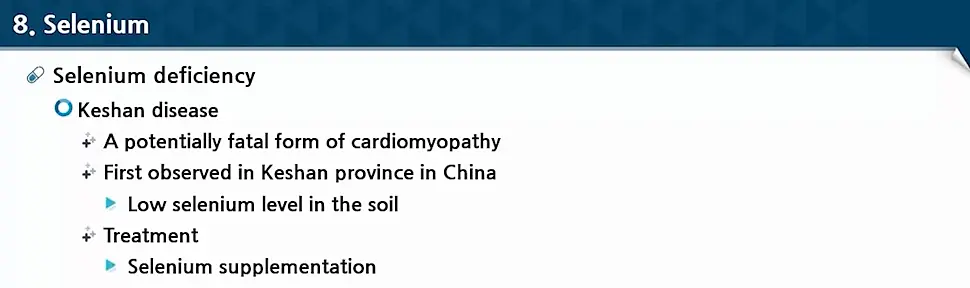 8. Selenium
Selenium deficiency
Keshan disease
A potentially fatal form of cardiomyopathy
First observed in Keshan province in China
Low selenium level in the soil
Treatment
Selenium supplementation